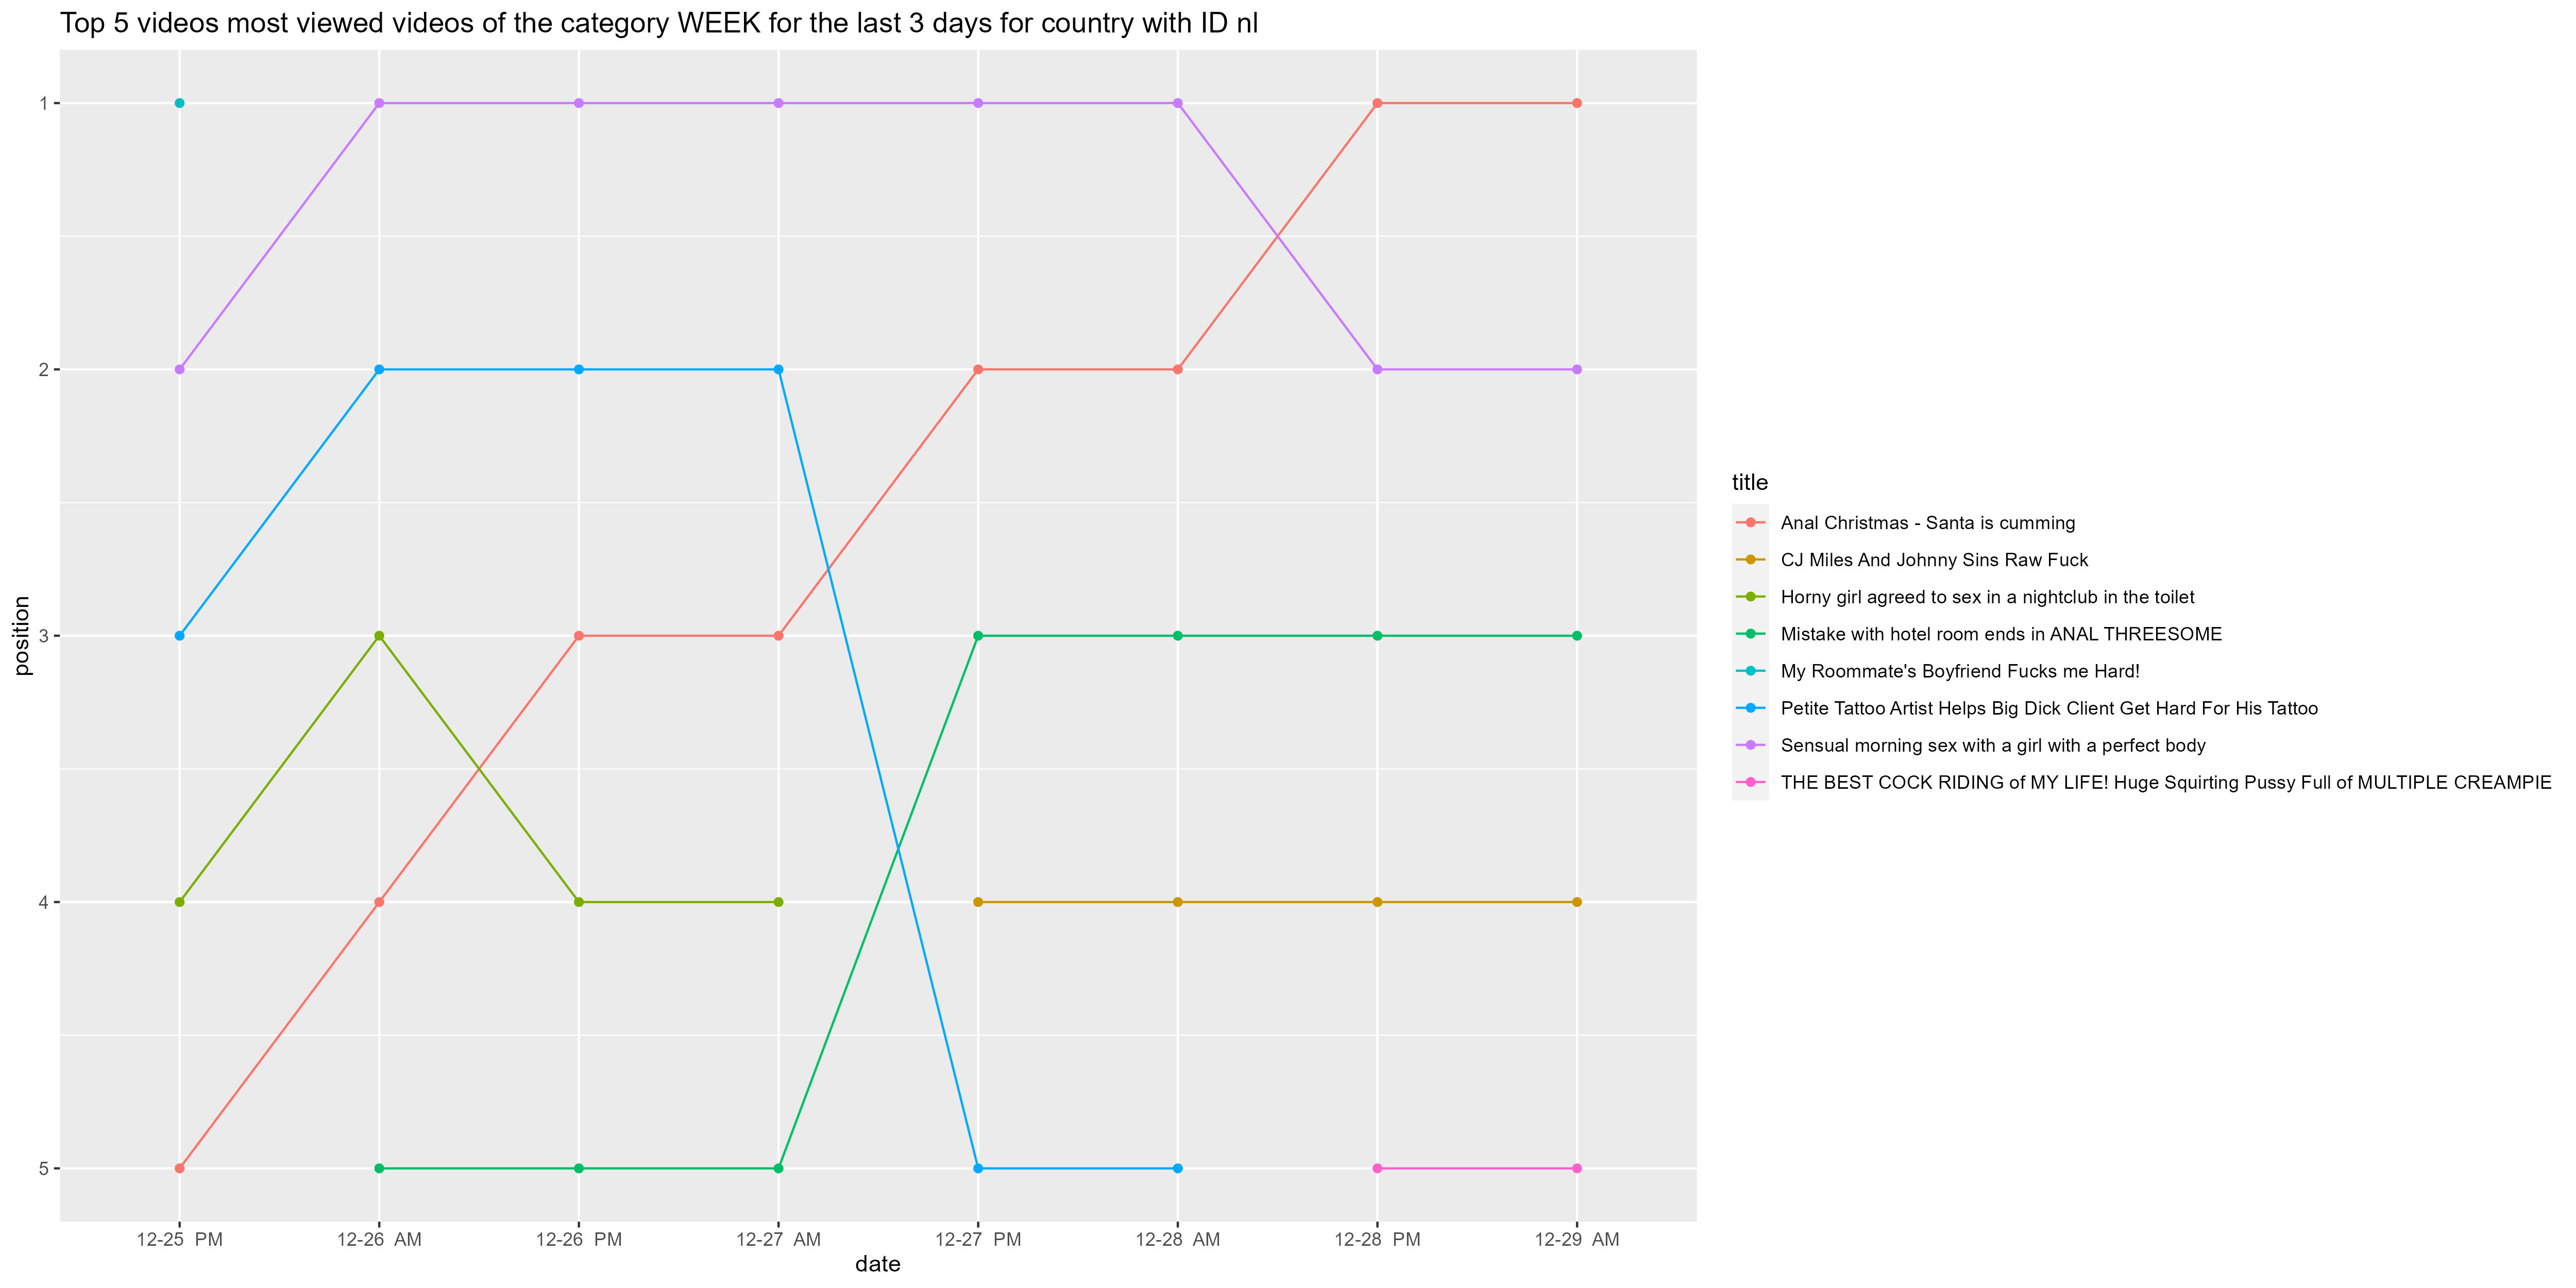 Top 5 videos most viewed videos of the category WEEK for the last 3 days for country with ID nl
position
1
2
3
4
5
12-25 PM
12-26 AM
12-26 PM
12-27 AM
12-27 PM
12-28 AM
12-28 PM
12-29 AM
date
title
Anal Christmas - Santa is cumming
CJ Miles And Johnny Sins Raw Fuck
Horny girl agreed to sex in a nightclub in the toilet
Mistake with hotel room ends in ANAL THREESOME
My Roommate's Boyfriend Fucks me Hard!
Petite Tattoo Artist Helps Big Dick Client Get Hard For His Tattoo
Sensual morning sex with a girl with a perfect body
THE BEST COCK RIDING of MY LIFE! Huge Squirting Pussy Full of MULTIPLE CREAMPIE